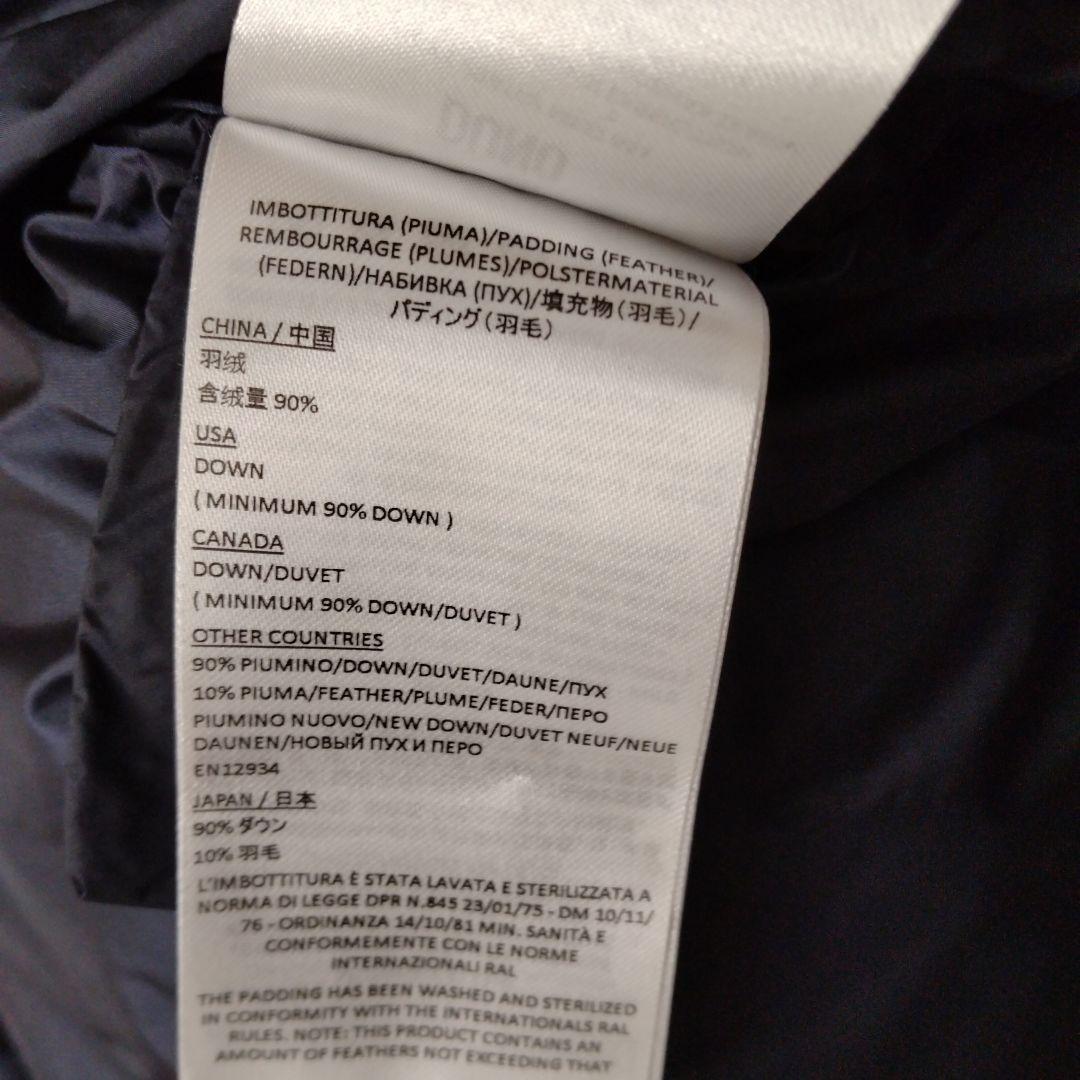 IMBOTTITURA (PIUMA)/PADDING (FEATHER)/
REMBOURRAGE (PLUMES)/POLSTERMATERIAL
(FEDERN)/НАБИВКА (ПУХ)/填充物(羽毛)/
パディング(羽毛)
CHINA / 中国
羽绒
含绒量 90%
USA
DOWN
( MINIMUM 90% DOWN )
CANADA
DOWN/DUVET
( MINIMUM 90% DOWN/DUVET )
OTHER COUNTRIES
90% PIUMINO/DOWN/DUVET/DAUNE/ПУХ
10% PIUMA/FEATHER/PLUME/FEDER/ПЕРО
PIUMINO NUOVO/NEW DOWN/DUVET NEUF/NEUE
DAUNEN/НОВЫЙ ПУХ И ПЕРО
EN12934
JAPAN / 日本
90% ダウン
10% 羽毛
L'IMBOTTITURA È STATA LAVATA E STERILIZZATA A
NORMA DI LEGGE DPR N.845 23/01/75 - DM 10/11/
76 - ORDINANZA 14/10/81 MIN. SANITÀ E
CONFORMEMENTE CON LE NORME
INTERNAZIONALI RAL
THE PADDING HAS BEEN WASHED AND STERILIZED
IN CONFORMITY WITH THE INTERNATIONALS RAL
RULES. NOTE: THIS PRODUCT CONTAINS AN
AMOUNT OF FEATHERS NOT EXCEEDING THAT